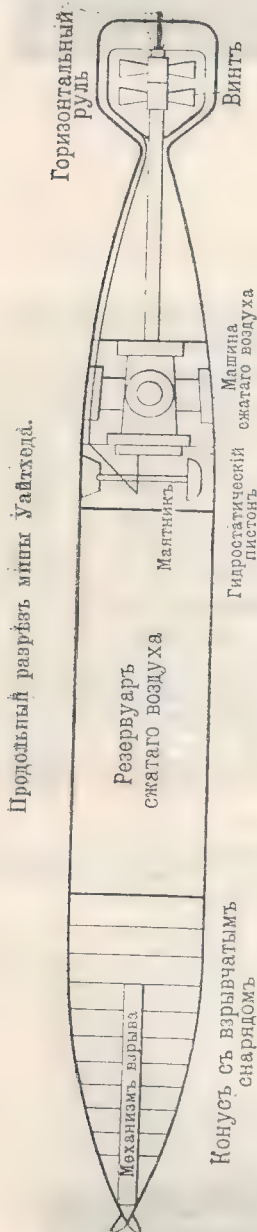 Продольный разрѣзъ мины Уайтхеда.
Горизонтальный
руль
Винтъ
Машина
сжатаго воздуха
Маятникъ
Гидростатическій
пистонъ
Резервуаръ
сжатаго воздуха
Механизмъ взрыва
Конусъ съ взрывчатымъ
снарядомъ